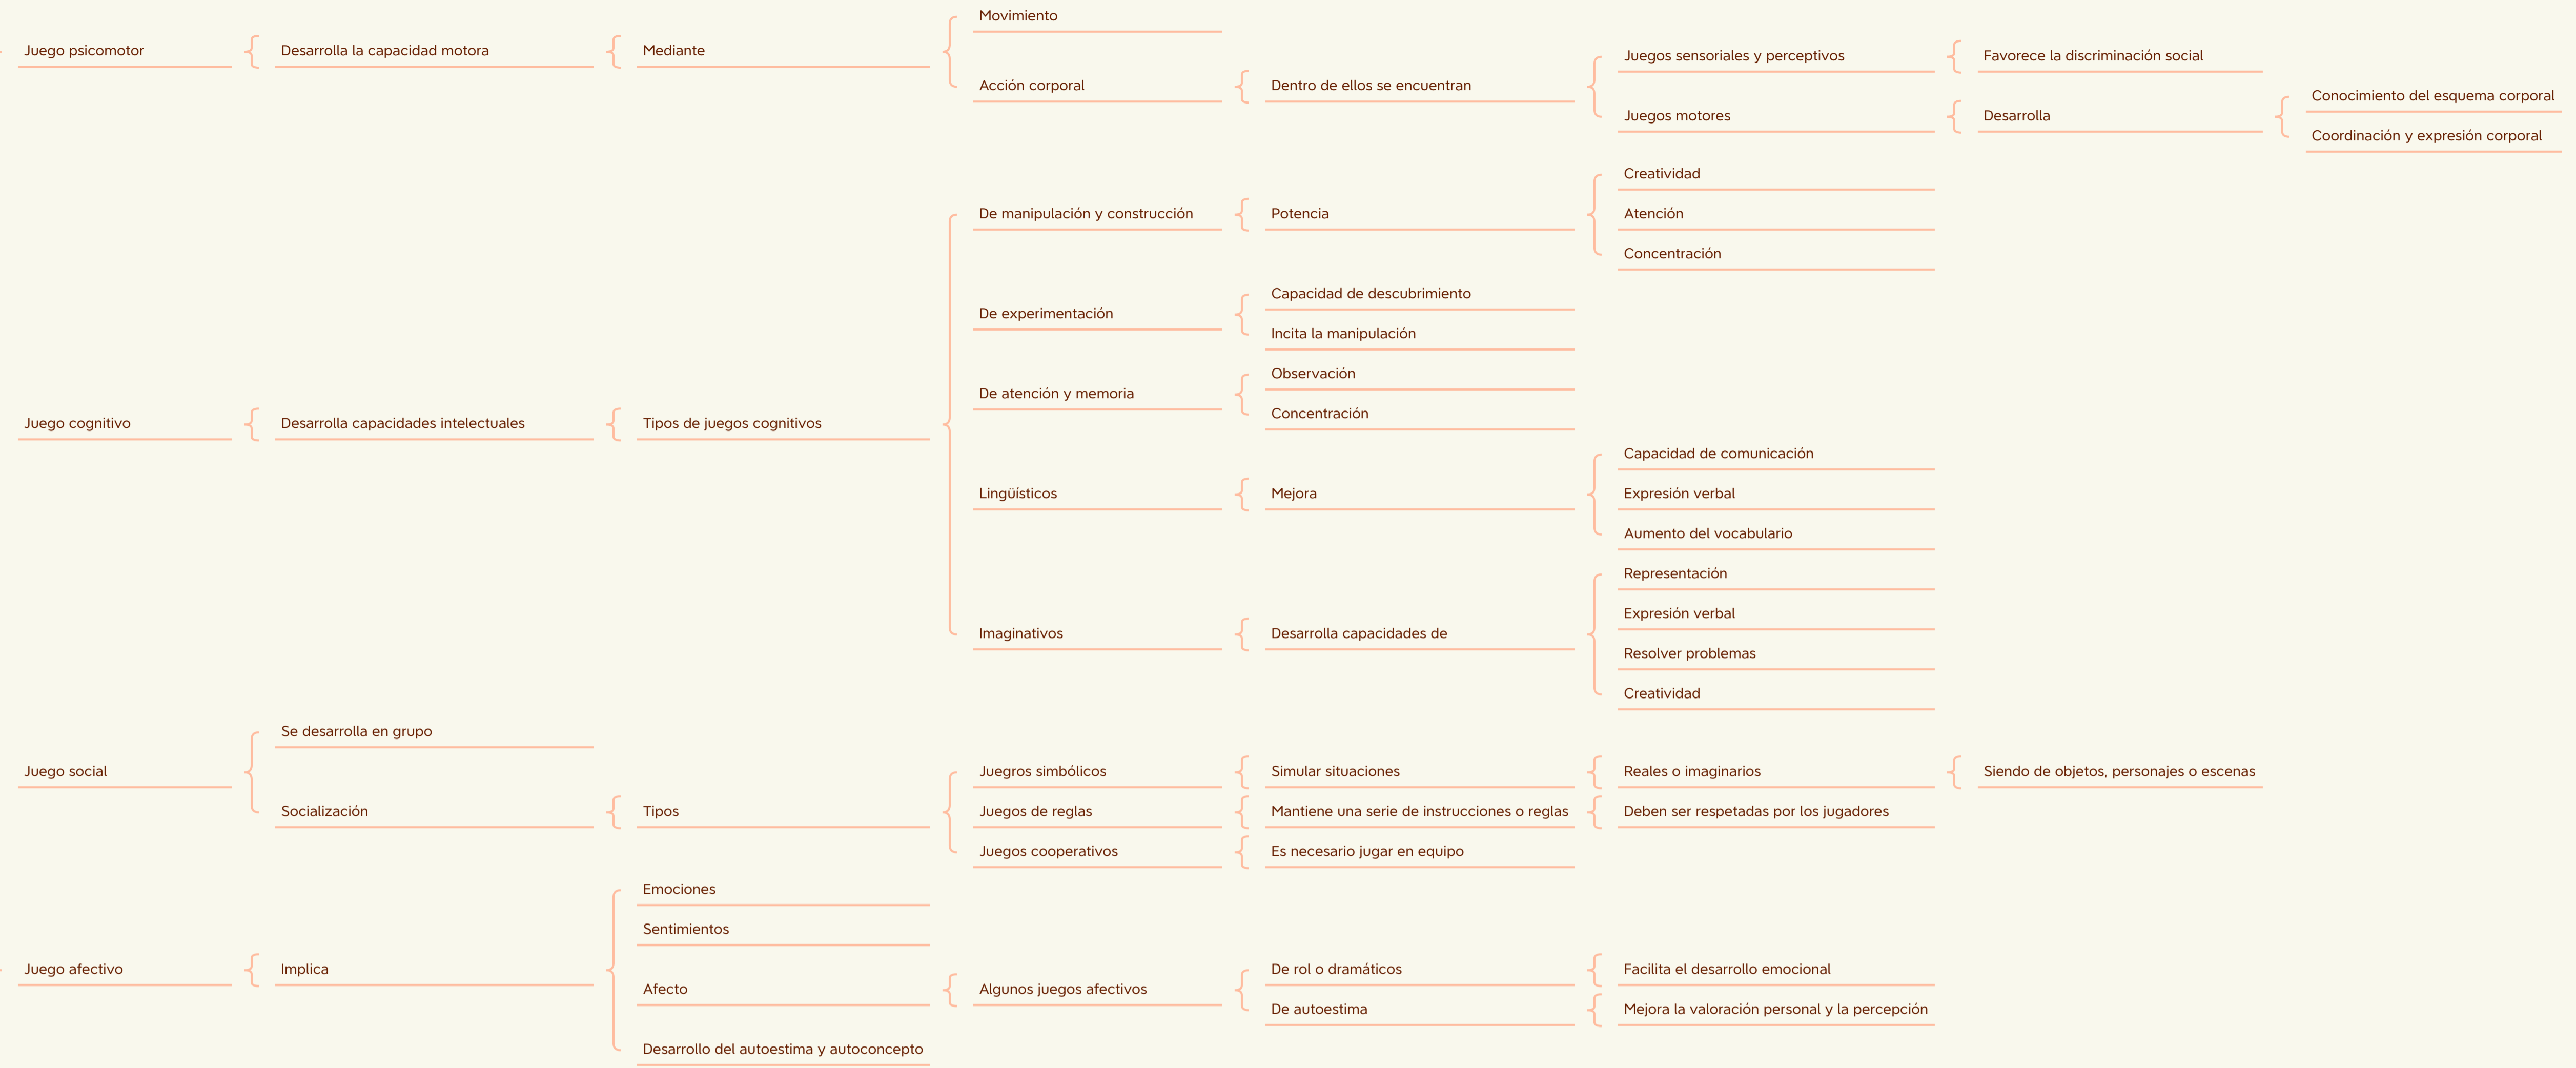 Juego psicomotor
Desarrolla la capacidad motora
Mediante
Movimiento
Acción corporal
Dentro de ellos se encuentran
Juegos sensoriales y perceptivos
Favorece la discriminación social
Juegos motores
Desarrolla
Conocimiento del esquema corporal
Coordinación y expresión corporal
Juego cognitivo
Desarrolla capacidades intelectuales
Tipos de juegos cognitivos
De manipulación y construcción
Potencia
Creatividad
Atención
Concentración
De experimentación
Capacidad de descubrimiento
Incita la manipulación
De atención y memoria
Observación
Concentración
Lingüísticos
Mejora
Capacidad de comunicación
Expresión verbal
Aumento del vocabulario
Imaginativos
Desarrolla capacidades de
Representación
Expresión verbal
Resolver problemas
Creatividad
Juego social
Se desarrolla en grupo
Socialización
Tipos
Juegros simbólicos
Simular situaciones
Reales o imaginarios
Siendo de objetos, personajes o escenas
Juegos de reglas
Mantiene una serie de instrucciones o reglas
Deben ser respetadas por los jugadores
Juegos cooperativos
Es necesario jugar en equipo
Juego afectivo
Implica
Emociones
Sentimientos
Afecto
Algunos juegos afectivos
De rol o dramáticos
Facilita el desarrollo emocional
De autoestima
Mejora la valoración personal y la percepción
Desarrollo del autoestima y autoconcepto